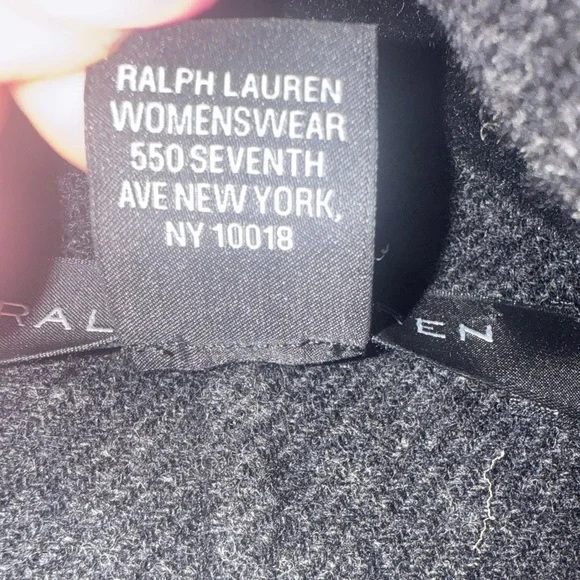 RALPH LAUREN
WOMENSWEAR
550 SEVENTH
AVE NEW YORK,
NY 10018
RAL EN